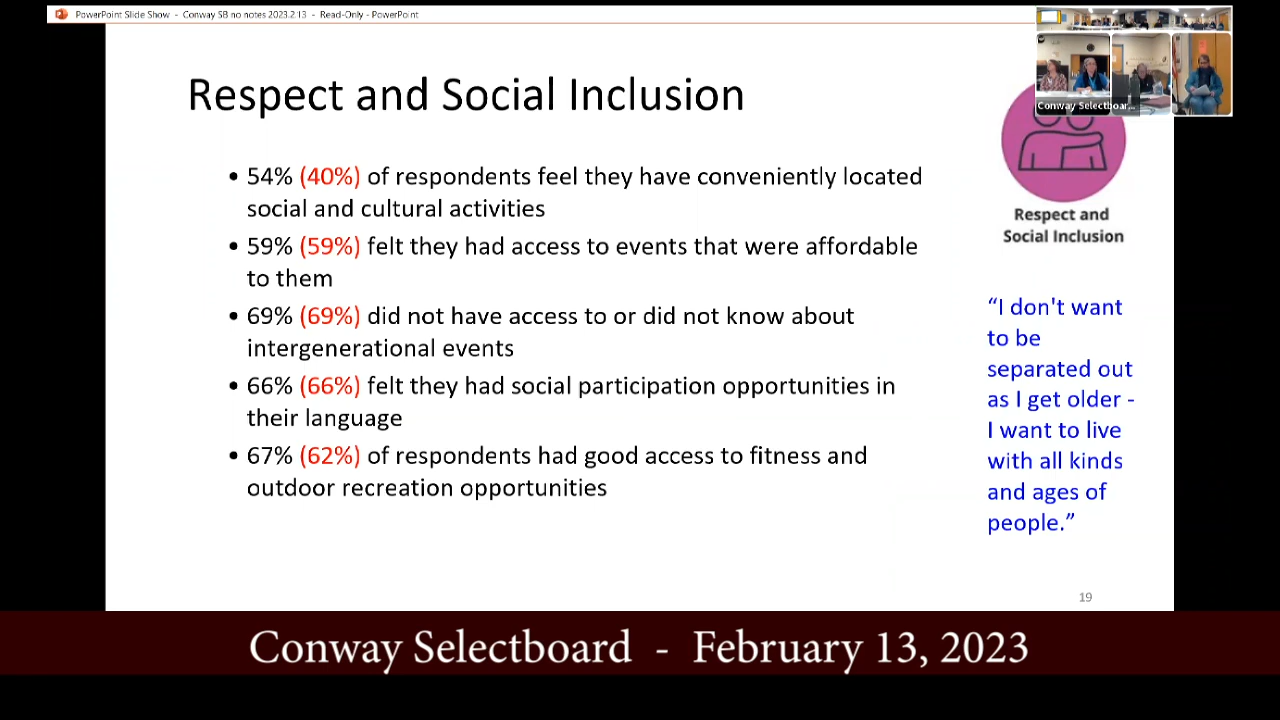 PowerPoint Slide Show - Conway SB no notes 2023.2.13 - Read-Only - PowerPoint
Conway Selectboar...
Respect and Social Inclusion
• 54% (40%) of respondents feel they have conveniently located
social and cultural activities
• 59% (59%) felt they had access to events that were affordable
to them
• 69% (69%) did not have access to or did not know about
intergenerational events
• 66% (66%) felt they had social participation opportunities in
their language
• 67% (62%) of respondents had good access to fitness and
outdoor recreation opportunities
Respect and
Social Inclusion
“I don't want
to be
separated out
as I get older -
I want to live
with all kinds
and ages of
people.”
19
Conway Selectboard - February 13, 2023